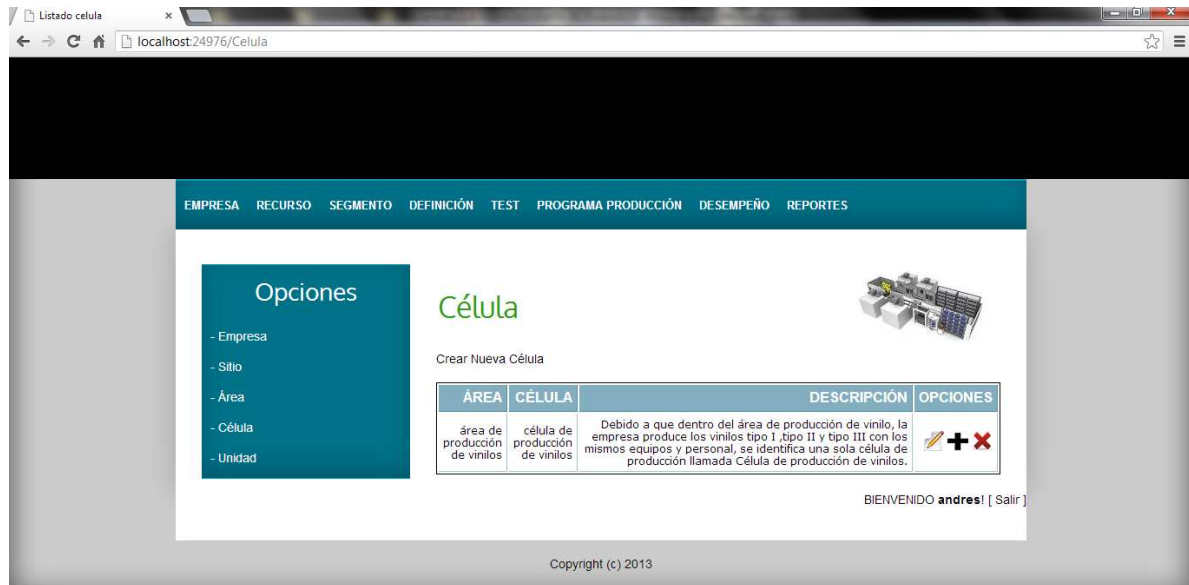 Listado celula
localhost:24976/Celula
EMPRESA RECURSO SEGMENTO DEFINICIÓN TEST PROGRAMA PRODUCCIÓN DESEMPEÑO REPORTES
Opciones
- Empresa
- Sitio
- Área
- Célula
- Unidad
Célula
Crear Nueva Célula
ÁREA CÉLULA DESCRIPCIÓN OPCIONES
área de
producción
de vinilos
célula de
producción
de vinilos
Debido a que dentro del área de producción de vinilo, la
empresa produce los vinilos tipo I ,tipo II y tipo III con los
mismos equipos y personal, se identifica una sola célula de
producción llamada Célula de producción de vinilos.
BIENVENIDO andres! [ Salir ]
Copyright (c) 2013